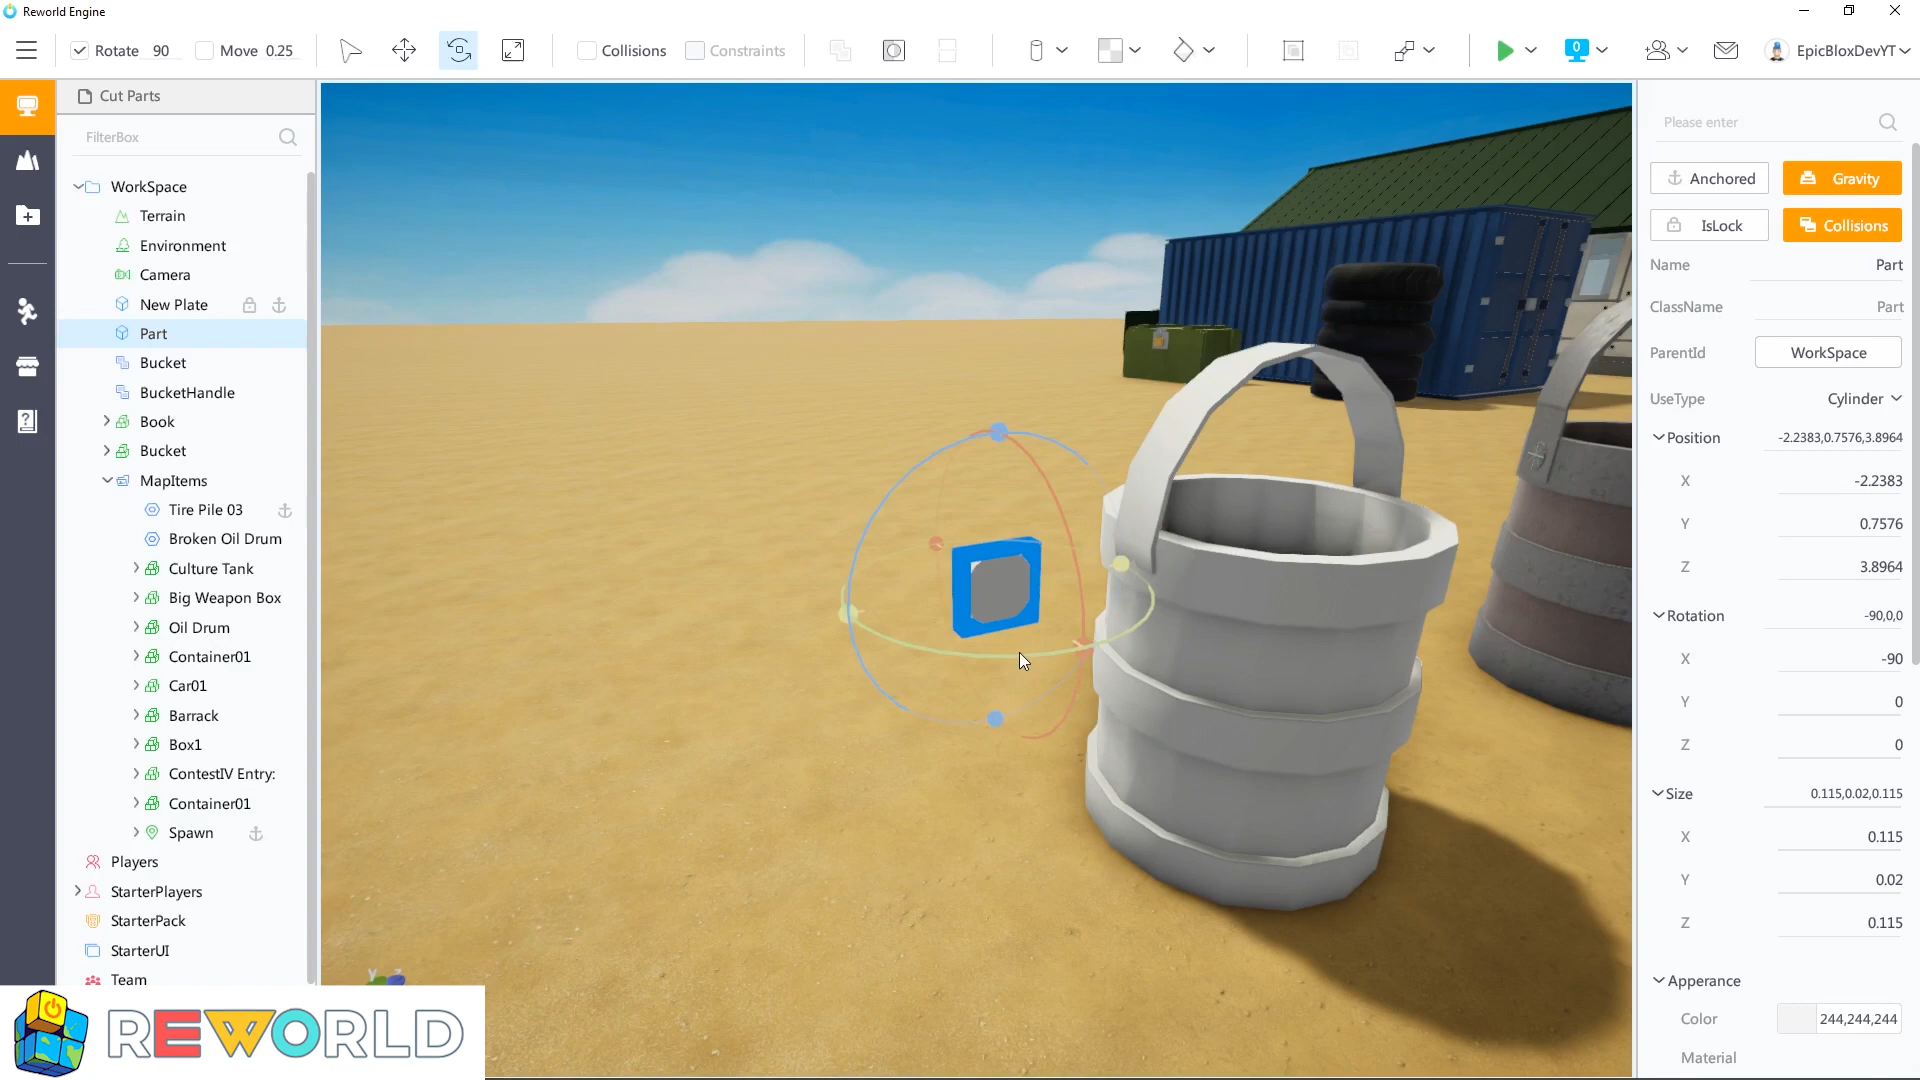 Reworld Engine
Rotate 90 Move 0.25 Collisions Constraints 0 EpicBloxDevYT
Cut Parts
FilterBox
WorkSpace
Terrain
Environment
Camera
New Plate
Part
Bucket
BucketHandle
Book
Bucket
MapItems
Tire Pile 03
Broken Oil Drum
Culture Tank
Big Weapon Box
Oil Drum
Container01
Car01
Barrack
Box1
ContestIV Entry:
Container01
Spawn
Players
StarterPlayers
StarterPack
StarterUI
Team
REWORLD
Please enter
Anchored Gravity
IsLock Collisions
Name Part
ClassName Part
ParentId WorkSpace
UseType Cylinder
Position -2.2383,0.7576,3.8964
X -2.2383
Y 0.7576
Z 3.8964
Rotation -90,0,0
X -90
Y 0
Z 0
Size 0.115,0.02,0.115
X 0.115
Y 0.02
Z 0.115
Apperance
Color 244,244,244
Material